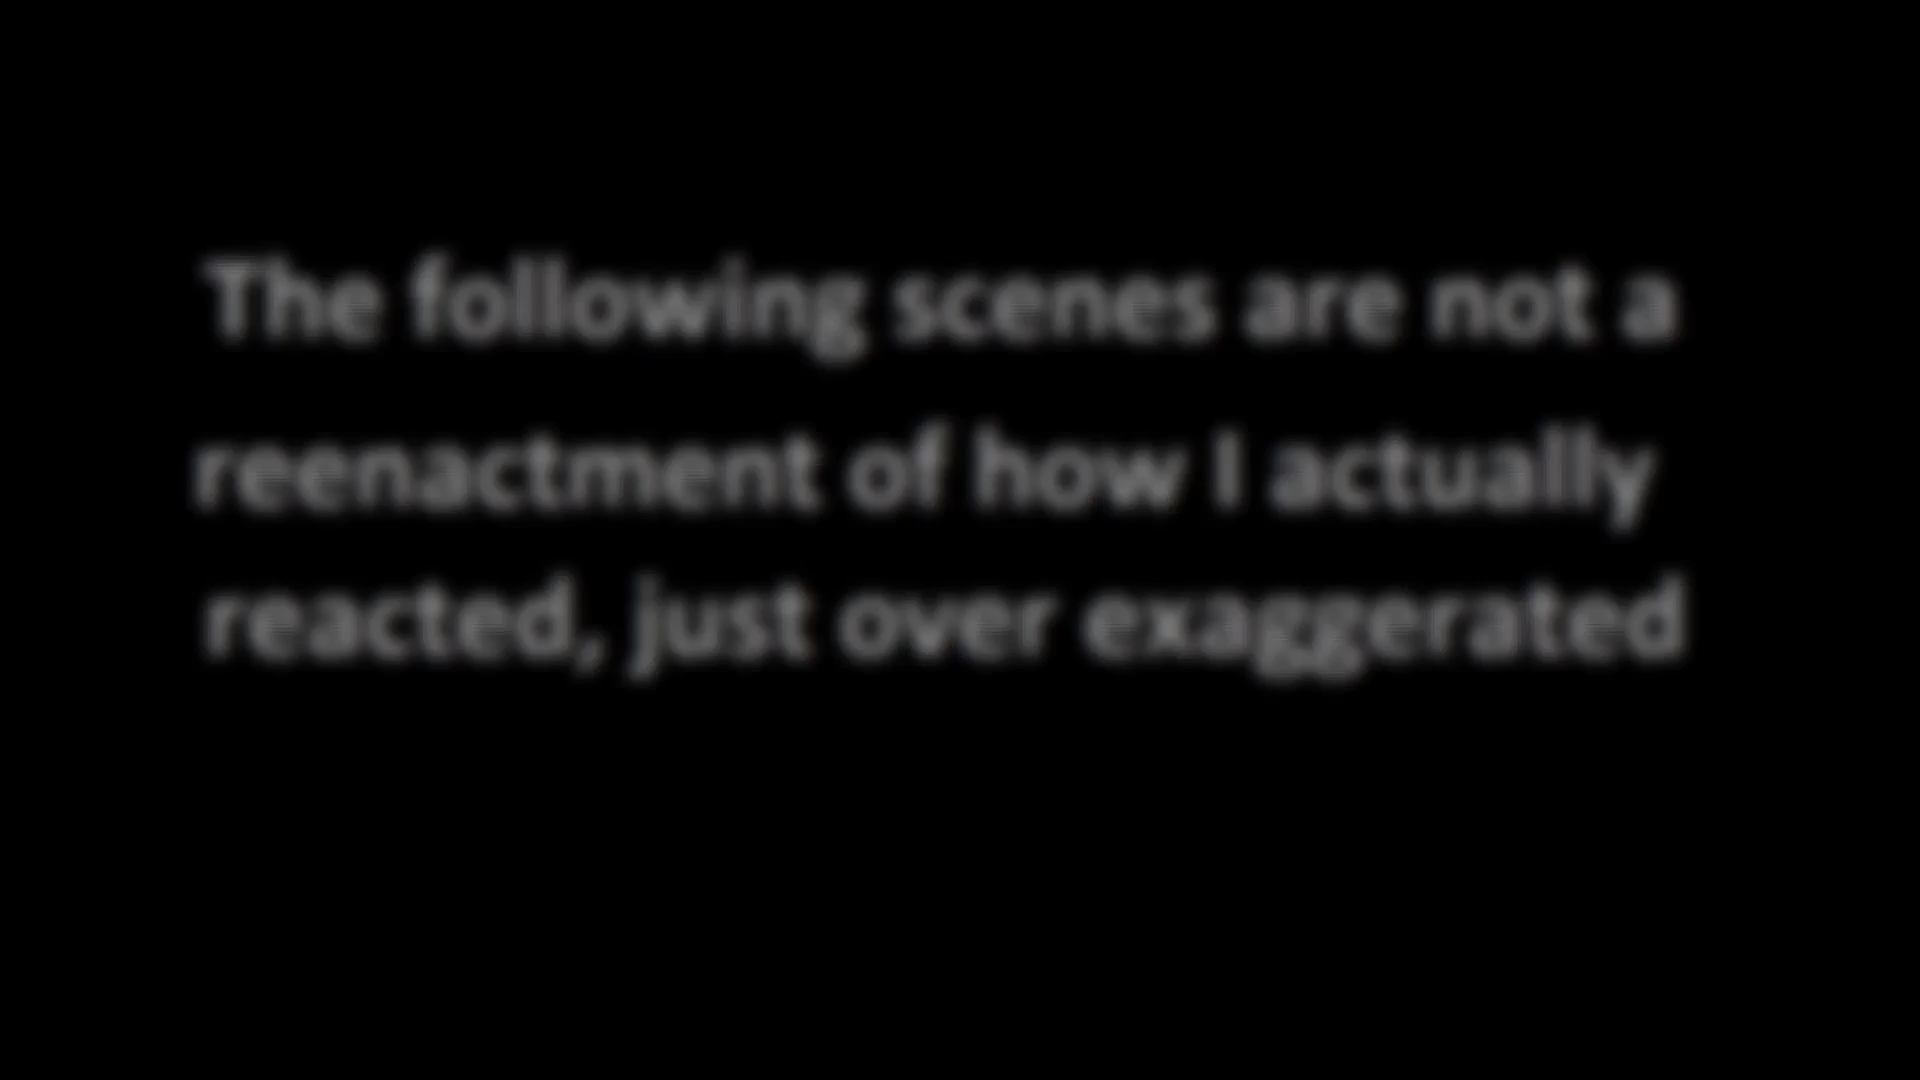 The following scenes are not a
reenactment of how I actually
reacted, just over exaggerated